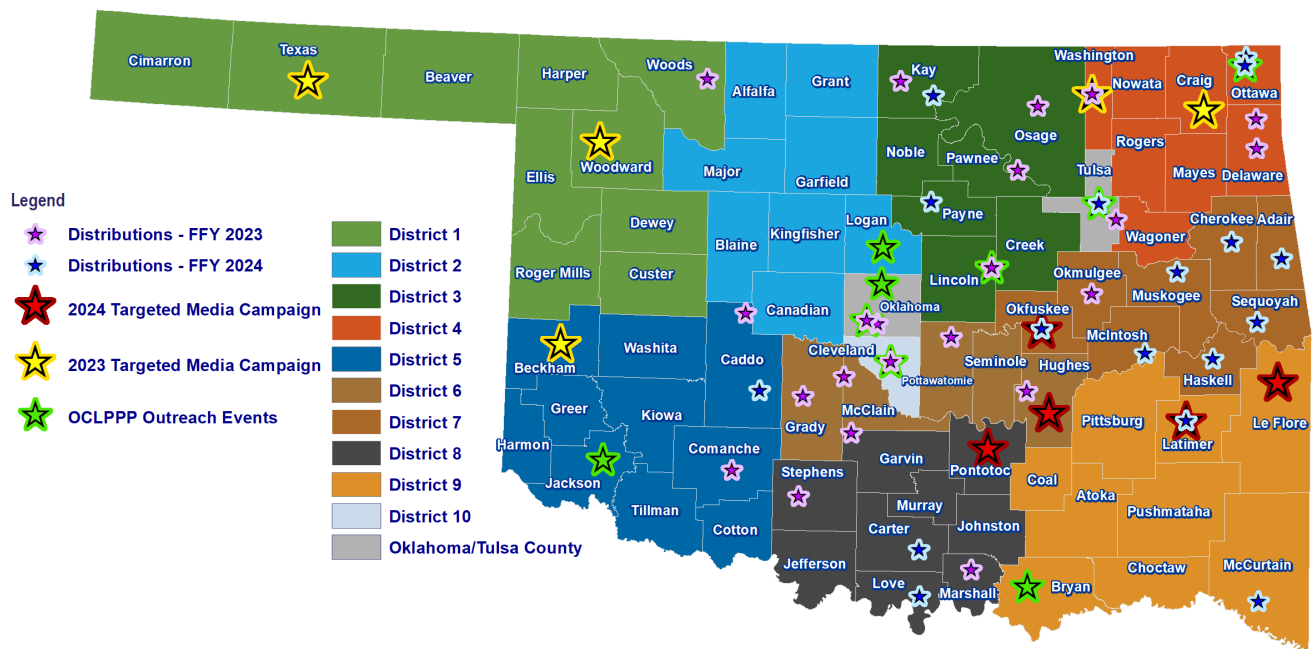 Cimarron
Texas
Beaver
Harper
Woods
Alfalfa
Grant
Kay
Washington
Nowata
Craig
Ottawa
Osage
Noble
Pawnee
Rogers
Mayes
Delaware
Tulsa
Ellis
Woodward
Major
Garfield
Dewey
Blaine
Kingfisher
Logan
Payne
Creek
Wagoner
Cherokee
Adair
Roger Mills
Custer
Canadian
Oklahoma
Lincoln
Okmulgee
Muskogee
Sequoyah
Okfuskee
McIntosh
Beckham
Washita
Caddo
Cleveland
Pottawatomie
Seminole
Hughes
Haskell
Greer
Kiowa
Grady
McClain
Pittsburg
Latimer
Le Flore
Harmon
Jackson
Comanche
Stephens
Garvin
Pontotoc
Coal
Atoka
Pushmataha
Tillman
Cotton
Murray
Carter
Johnston
Jefferson
Love
Marshall
Bryan
Choctaw
McCurtain
Legend
Distributions - FFY 2023
Distributions - FFY 2024
2024 Targeted Media Campaign
2023 Targeted Media Campaign
OCLPPP Outreach Events
District 1
District 2
District 3
District 4
District 5
District 6
District 7
District 8
District 9
District 10
Oklahoma/Tulsa County